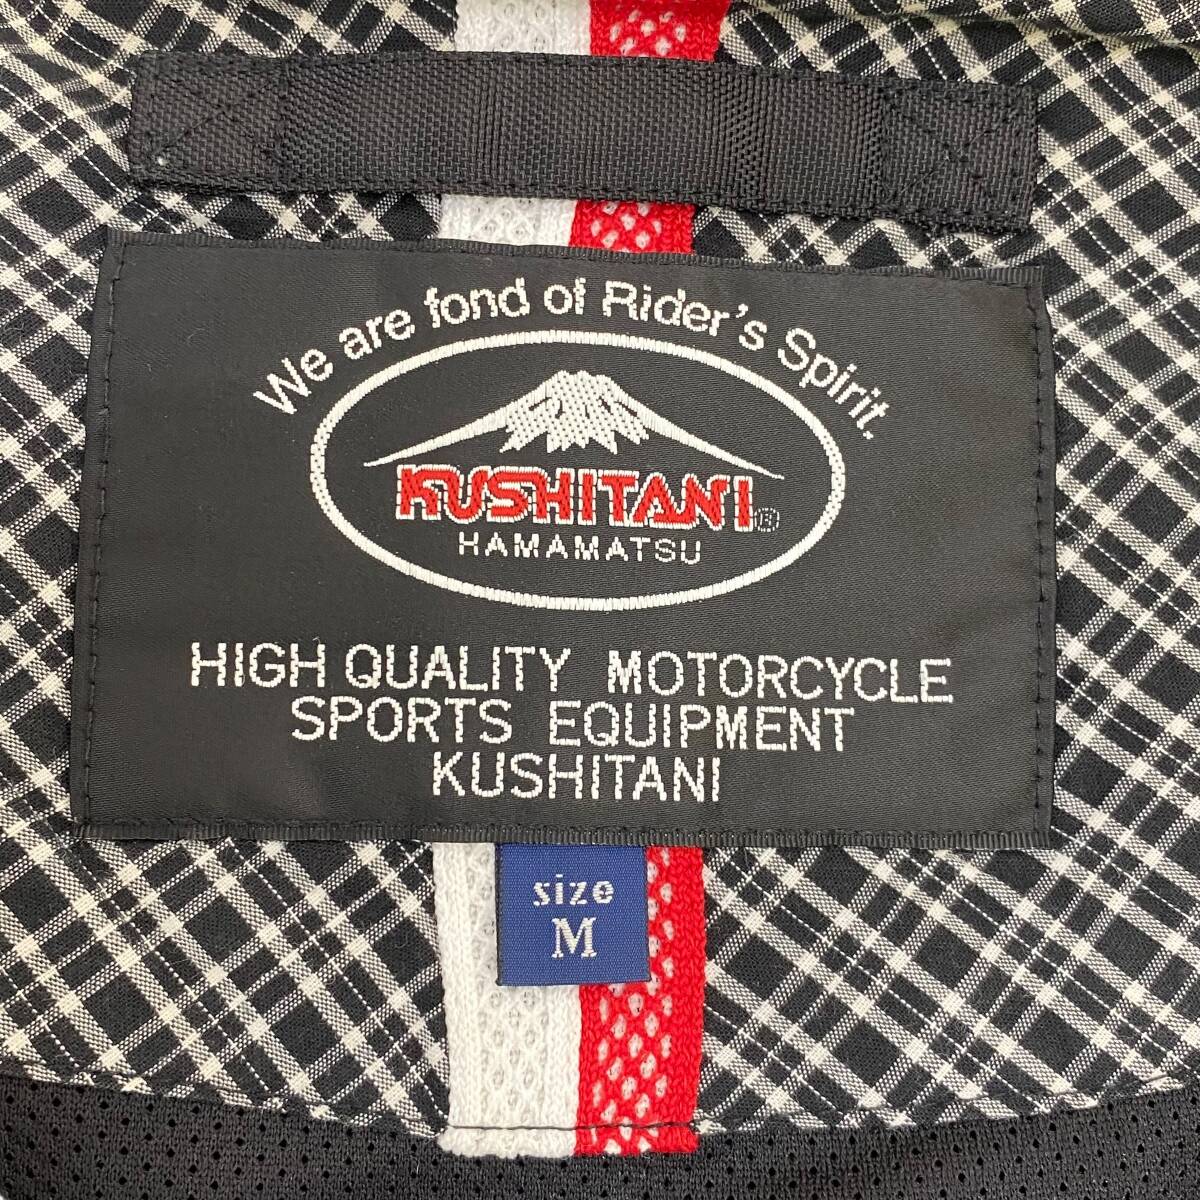 We are fond of Rider's Spirit.
KUSHITANI®
HAMAMATSU
HIGH QUALITY MOTORCYCLE
SPORTS EQUIPMENT
KUSHITANI
size
M